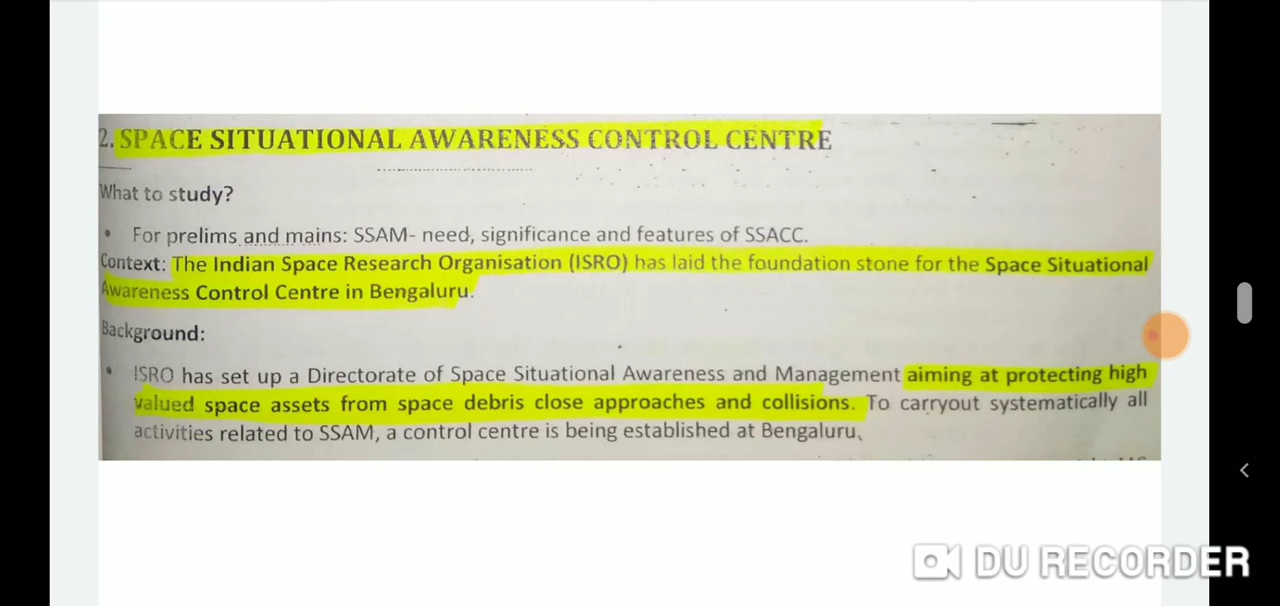 2. SPACE SITUATIONAL AWARENESS CONTROL CENTRE
What to study?
• For prelims and mains: SSAM- need, significance and features of SSACC.
Context: The Indian Space Research Organisation (ISRO) has laid the foundation stone for the Space Situational
Awareness Control Centre in Bengaluru.
Background:
• ISRO has set up a Directorate of Space Situational Awareness and Management aiming at protecting high
valued space assets from space debris close approaches and collisions. To carryout systematically all
activities related to SSAM, a control centre is being established at Bengaluru.
DU RECORDER